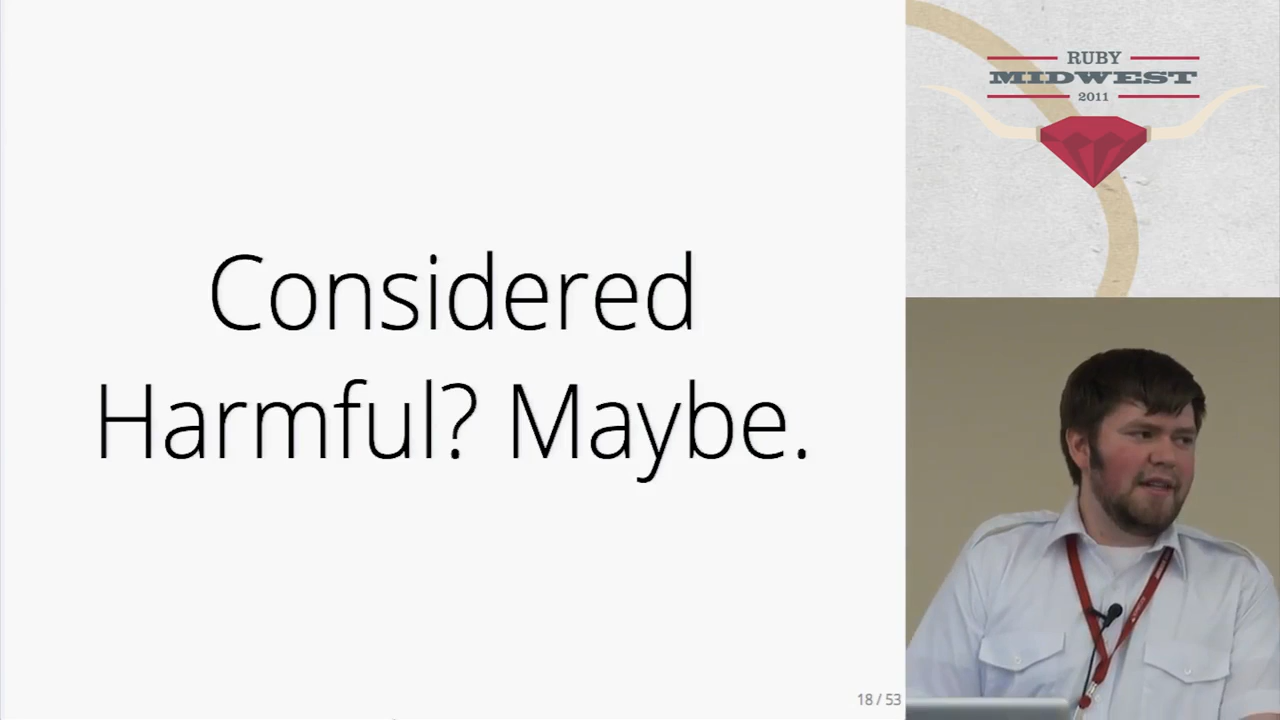 Considered
Harmful? Maybe.
18 / 53
RUBY
MIDWEST
2011